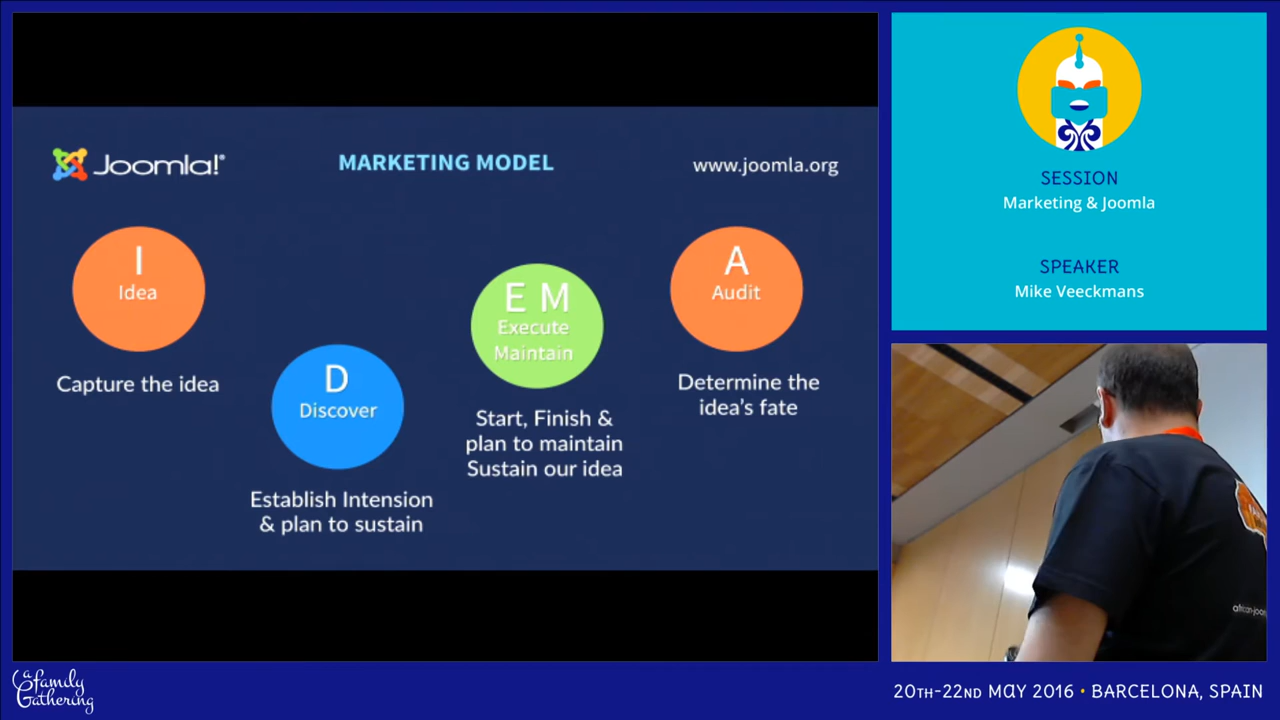 Joomla!®
MARKETING MODEL
www.joomla.org
I
Idea
Capture the idea
D
Discover
Establish Intension
& plan to sustain
E M
Execute
Maintain
Start, Finish &
plan to maintain
Sustain our idea
A
Audit
Determine the
idea's fate
SESSION
Marketing & Joomla
SPEAKER
Mike Veeckmans
a
family
Gathering
20TH-22ND MAY 2016 • BARCELONA, SPAIN